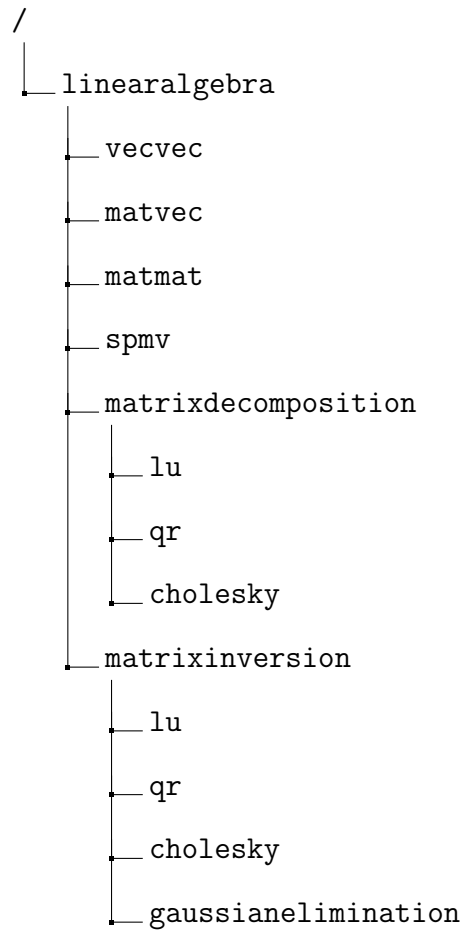 /
linearalgebra
vecvec
matvec
matmat
spmv
matrixdecomposition
lu
qr
cholesky
matrixinversion
lu
qr
cholesky
gaussianelimination